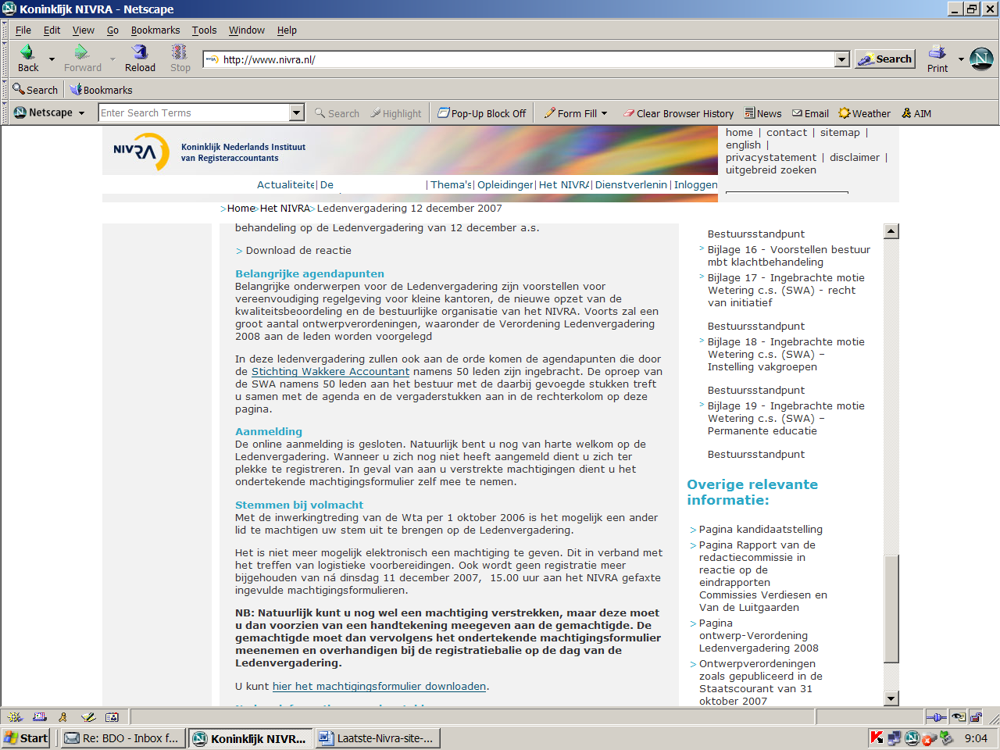 Koninklijk NIVRA - Netscape
File Edit View Go Bookmarks Tools Window Help
Back Forward Reload Stop http://www.nivra.nl/ Search Print
Search Bookmarks
Netscape Enter Search Terms Search Highlight Pop-Up Block Off Form Fill Clear Browser History News Email Weather AIM
NIVRA Koninklijk Nederlands Instituut
van Registeraccountants
home | contact | sitemap |
english |
privacystatement | disclaimer |
uitgebreid zoeken
Actualiteite | De | Thema's | Opleidinger | Het NIVRA | Dienstverlenin | Inloggen
>Home >Het NIVRA >Ledenvergadering 12 december 2007
behandeling op de Ledenvergadering van 12 december a.s.
> Download de reactie
Belangrijke agendapunten
Belangrijke onderwerpen voor de Ledenvergadering zijn voorstellen voor
vereenvoudiging regelgeving voor kleine kantoren, de nieuwe opzet van de
kwaliteitsbeoordeling en de bestuurlijke organisatie van het NIVRA. Voorts zal een
groot aantal ontwerpverordeningen, waaronder de Verordening Ledenvergadering
2008 aan de leden worden voorgelegd
In deze ledenvergadering zullen ook aan de orde komen de agendapunten die door
de Stichting Wakkere Accountant namens 50 leden zijn ingebracht. De oproep van
de SWA namens 50 leden aan het bestuur met de daarbij gevoegde stukken treft
u samen met de agenda en de vergaderstukken aan in de rechterkolom op deze
pagina.
Aanmelding
De online aanmelding is gesloten. Natuurlijk bent u nog van harte welkom op de
Ledenvergadering. Wanneer u zich nog niet heeft aangemeld dient u zich ter
plekke te registreren. In geval van aan u verstrekte machtigingen dient u het
ondertekende machtigingsformulier zelf mee te nemen.
Stemmen bij volmacht
Met de inwerkingtreding van de Wta per 1 oktober 2006 is het mogelijk een ander
lid te machtigen uw stem uit te brengen op de Ledenvergadering.
Het is niet meer mogelijk elektronisch een machtiging te geven. Dit in verband met
het treffen van logistieke voorbereidingen. Ook wordt geen registratie meer
bijgehouden van ná dinsdag 11 december 2007, 15.00 uur aan het NIVRA gefaxte
ingevulde machtigingsformulieren.
NB: Natuurlijk kunt u nog wel een machtiging verstrekken, maar deze moet
u dan voorzien van een handtekening meegeven aan de gemachtigde. De
gemachtigde moet dan vervolgens het ondertekende machtigingsformulier
meenemen en overhandigen bij de registratiebalie op de dag van de
Ledenvergadering.
U kunt hier het machtigingsformulier downloaden.
Bestuursstandpunt
> Bijlage 16 - Voorstellen bestuur
mbt klachtbehandeling
> Bijlage 17 - Ingebrachte motie
Wetering c.s. (SWA) - recht
van initiatief
Bestuursstandpunt
> Bijlage 18 - Ingebrachte motie
Wetering c.s. (SWA) –
Instelling vakgroepen
Bestuursstandpunt
> Bijlage 19 - Ingebrachte motie
Wetering c.s. (SWA) –
Permanente educatie
Bestuursstandpunt
Overige relevante
informatie:
> Pagina kandidaatstelling
> Pagina Rapport van de
redactiecommissie in
reactie op de
eindrapporten
Commissies Verdiesen en
Van de Luitgaarden
> Pagina
ontwerp-Verordening
Ledenvergadering 2008
> Ontwerpverordeningen
zoals gepubliceerd in de
Staatscourant van 31
oktober 2007
Start Re: BDO - Inbox f... Koninklijk NIVR... Laatste-Nivra-site-... 9:04